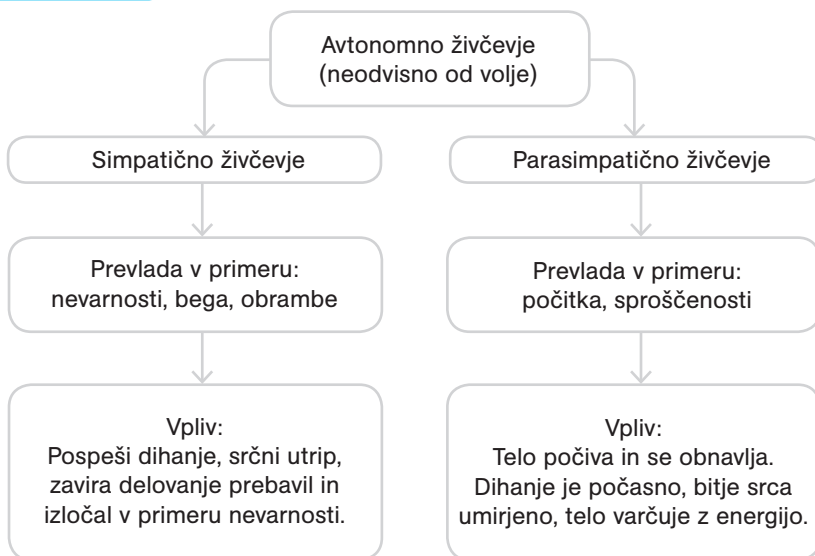 Avtonomno živčevje
(neodvisno od volje)
Simpatično živčevje
Parasimpatično živčevje
Prevlada v primeru:
nevarnosti, bega, obrambe
Prevlada v primeru:
počitka, sproščenosti
Vpliv:
Pospeši dihanje, srčni utrip,
zavira delovanje prebavil in
izločal v primeru nevarnosti.
Vpliv:
Telo počiva in se obnavlja.
Dihanje je počasno, bitje srca
umirjeno, telo varčuje z energijo.